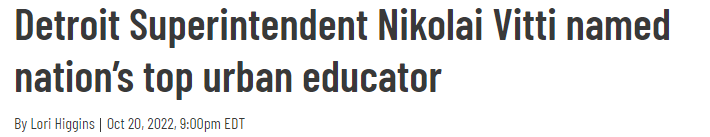 Detroit Superintendent Nikolai Vitti named
nation’s top urban educator
By Lori Higgins | Oct 20, 2022, 9:00pm EDT